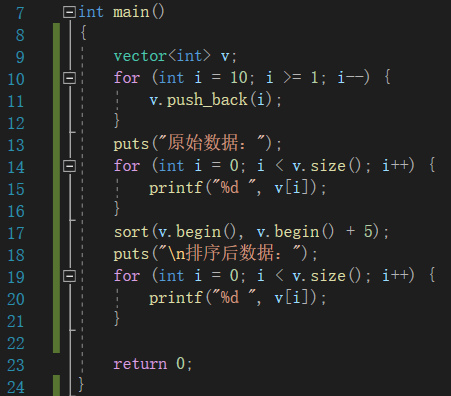 7 int main()
8 {
9 vector<int> v;
10 for (int i = 10; i >= 1; i--) {
11 v.push_back(i);
12 }
13 puts("原始数据：");
14 for (int i = 0; i < v.size(); i++) {
15 printf("%d ", v[i]);
16 }
17 sort(v.begin(), v.begin() + 5);
18 puts("\n排序后数据：");
19 for (int i = 0; i < v.size(); i++) {
20 printf("%d ", v[i]);
21 }
22
23 return 0;
24 }